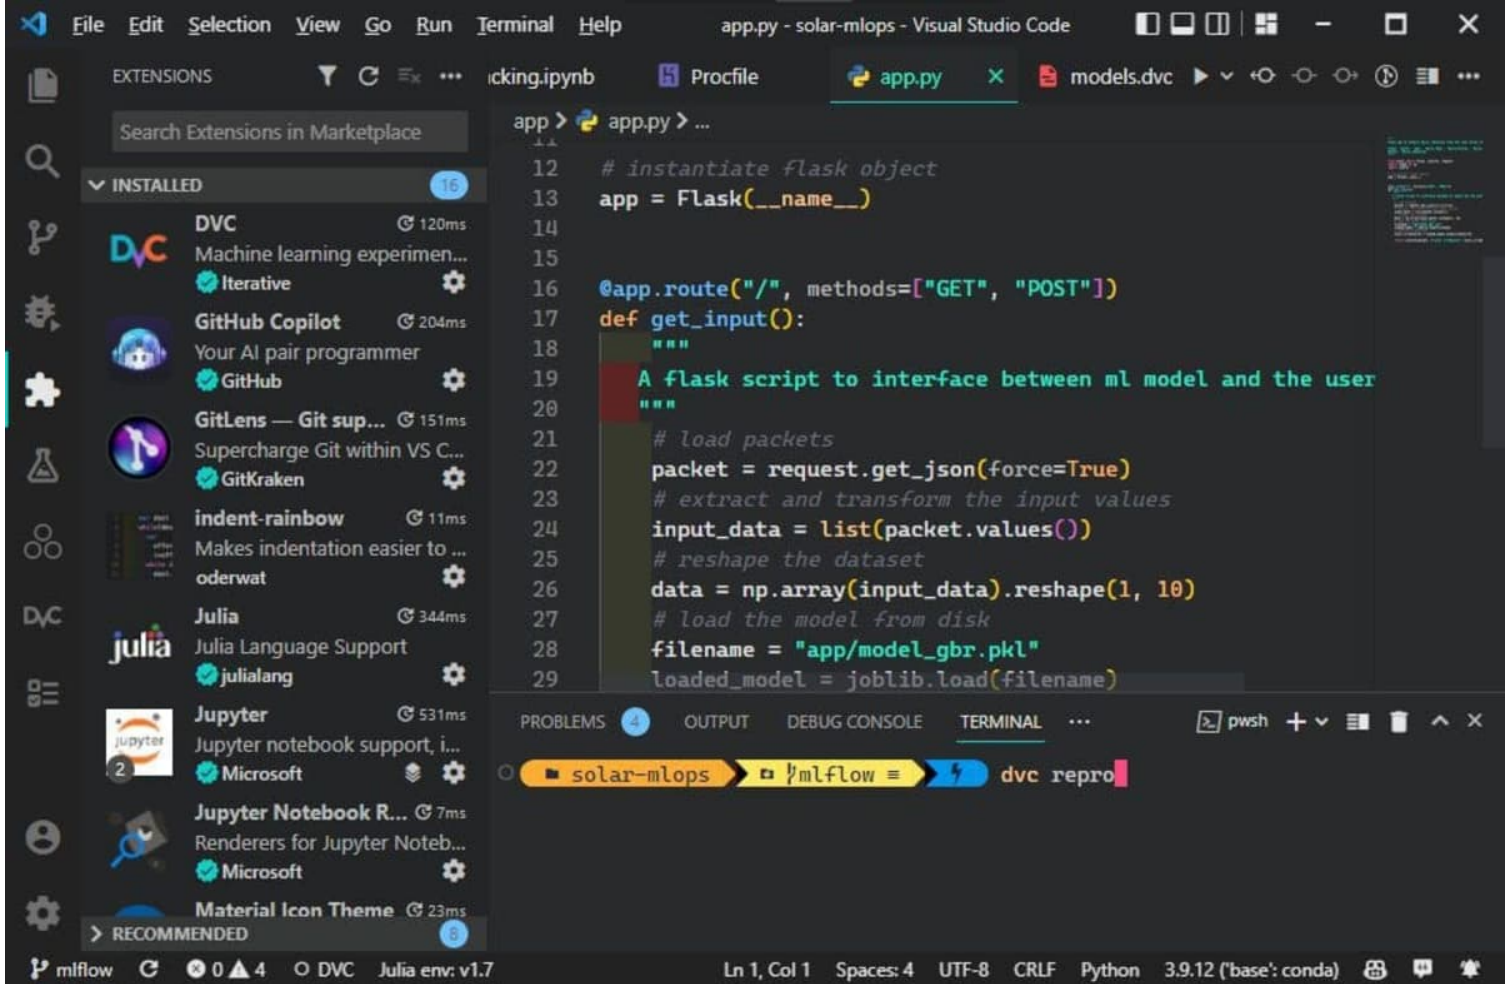 File Edit Selection View Go Run Terminal Help app.py - solar-mlops - Visual Studio Code
EXTENSIONS
Search Extensions in Marketplace
INSTALLED 16
DVC 120ms
Machine learning experimen...
Iterative
GitHub Copilot 204ms
Your AI pair programmer
GitHub
GitLens — Git sup... 151ms
Supercharge Git within VS C...
GitKraken
indent-rainbow 11ms
Makes indentation easier to ...
oderwat
Julia 344ms
Julia Language Support
julialang
Jupyter 531ms
Jupyter notebook support, i...
Microsoft
2
Jupyter Notebook R... 7ms
Renderers for Jupyter Noteb...
Microsoft
Material Icon Theme 23ms
RECOMMENDED 8
DVC
julia
jupyter
DVC
cking.ipynb Procfile app.py models.dvc
app > app.py > ...
11
12 # instantiate flask object
13 app = Flask(__name__)
14
15
16 @app.route("/", methods=["GET", "POST"])
17 def get_input():
18 """
19 A flask script to interface between ml model and the user
20 """
21 # load packets
22 packet = request.get_json(force=True)
23 # extract and transform the input values
24 input_data = list(packet.values())
25 # reshape the dataset
26 data = np.array(input_data).reshape(1, 10)
27 # load the model from disk
28 filename = "app/model_gbr.pkl"
29 loaded_model = joblib.load(filename)
PROBLEMS 4 OUTPUT DEBUG CONSOLE TERMINAL ... pwsh
solar-mlops mlflow ≡ dvc repro
mlflow 0 4 DVC Julia env: v1.7 Ln 1, Col 1 Spaces: 4 UTF-8 CRLF Python 3.9.12 ('base': conda)